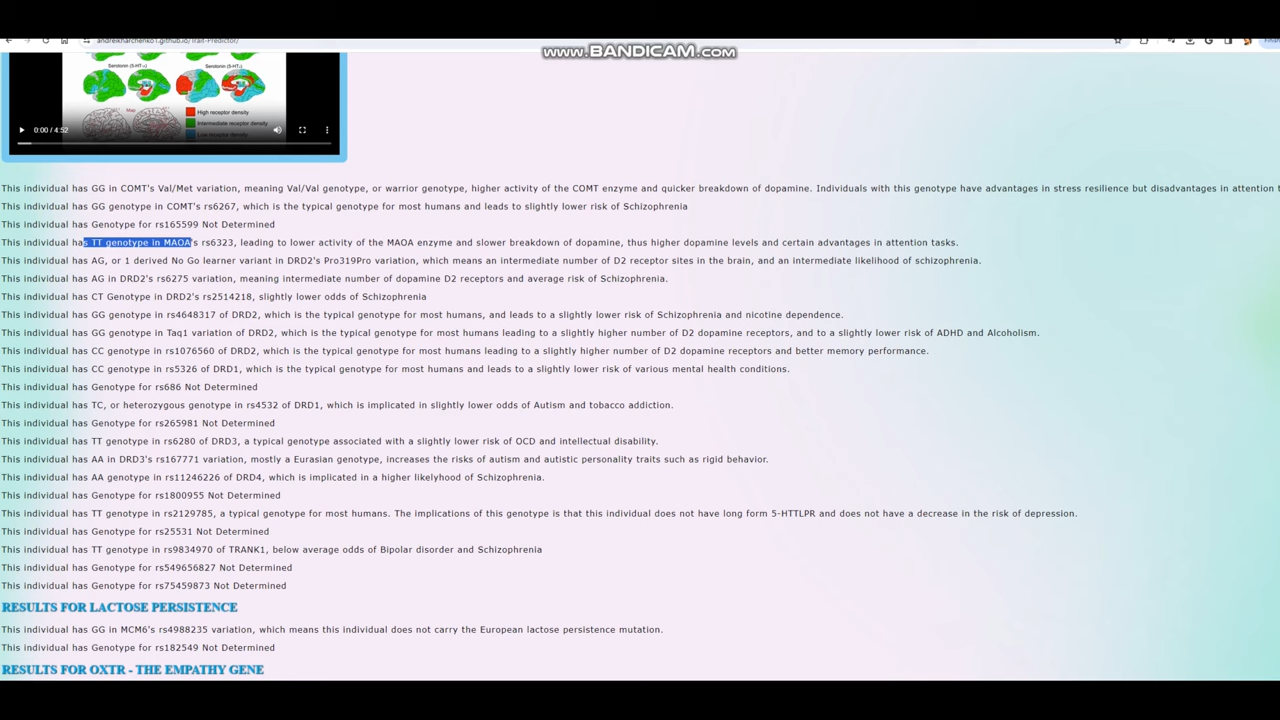 andreikharchenko1.github.io/Trait-Predictor/
www.BANDICAM.com
Serotonin (5-HT
Serotonin (5-HT
High receptor density
Intermediate receptor density
Low receptor density
0:00 / 4:52
This individual has GG in COMT's Val/Met variation, meaning Val/Val genotype, or warrior genotype, higher activity of the COMT enzyme and quicker breakdown of dopamine. Individuals with this genotype have advantages in stress resilience but disadvantages in attention t
This individual has GG genotype in COMT's rs6267, which is the typical genotype for most humans and leads to slightly lower risk of Schizophrenia
This individual has Genotype for rs165599 Not Determined
This individual has TT genotype in MAOA's rs6323, leading to lower activity of the MAOA enzyme and slower breakdown of dopamine, thus higher dopamine levels and certain advantages in attention tasks.
This individual has AG, or 1 derived No Go learner variant in DRD2's Pro319Pro variation, which means an intermediate number of D2 receptor sites in the brain, and an intermediate likelihood of schizophrenia.
This individual has AG in DRD2's rs6275 variation, meaning intermediate number of dopamine D2 receptors and average risk of Schizophrenia.
This individual has CT Genotype in DRD2's rs2514218, slightly lower odds of Schizophrenia
This individual has GG genotype in rs4648317 of DRD2, which is the typical genotype for most humans, and leads to a slightly lower risk of Schizophrenia and nicotine dependence.
This individual has GG genotype in Taq1 variation of DRD2, which is the typical genotype for most humans leading to a slightly higher number of D2 dopamine receptors, and to a slightly lower risk of ADHD and Alcoholism.
This individual has CC genotype in rs1076560 of DRD2, which is the typical genotype for most humans leading to a slightly higher number of D2 dopamine receptors and better memory performance.
This individual has CC genotype in rs5326 of DRD1, which is the typical genotype for most humans and leads to a slightly lower risk of various mental health conditions.
This individual has Genotype for rs686 Not Determined
This individual has TC, or heterozygous genotype in rs4532 of DRD1, which is implicated in slightly lower odds of Autism and tobacco addiction.
This individual has Genotype for rs265981 Not Determined
This individual has TT genotype in rs6280 of DRD3, a typical genotype associated with a slightly lower risk of OCD and intellectual disability.
This individual has AA in DRD3's rs167771 variation, mostly a Eurasian genotype, increases the risks of autism and autistic personality traits such as rigid behavior.
This individual has AA genotype in rs11246226 of DRD4, which is implicated in a higher likelyhood of Schizophrenia.
This individual has Genotype for rs1800955 Not Determined
This individual has TT genotype in rs2129785, a typical genotype for most humans. The implications of this genotype is that this individual does not have long form 5-HTTLPR and does not have a decrease in the risk of depression.
This individual has Genotype for rs25531 Not Determined
This individual has TT genotype in rs9834970 of TRANK1, below average odds of Bipolar disorder and Schizophrenia
This individual has Genotype for rs549656827 Not Determined
This individual has Genotype for rs75459873 Not Determined
RESULTS FOR LACTOSE PERSISTENCE
This individual has GG in MCM6's rs4988235 variation, which means this individual does not carry the European lactose persistence mutation.
This individual has Genotype for rs182549 Not Determined
RESULTS FOR OXTR - THE EMPATHY GENE